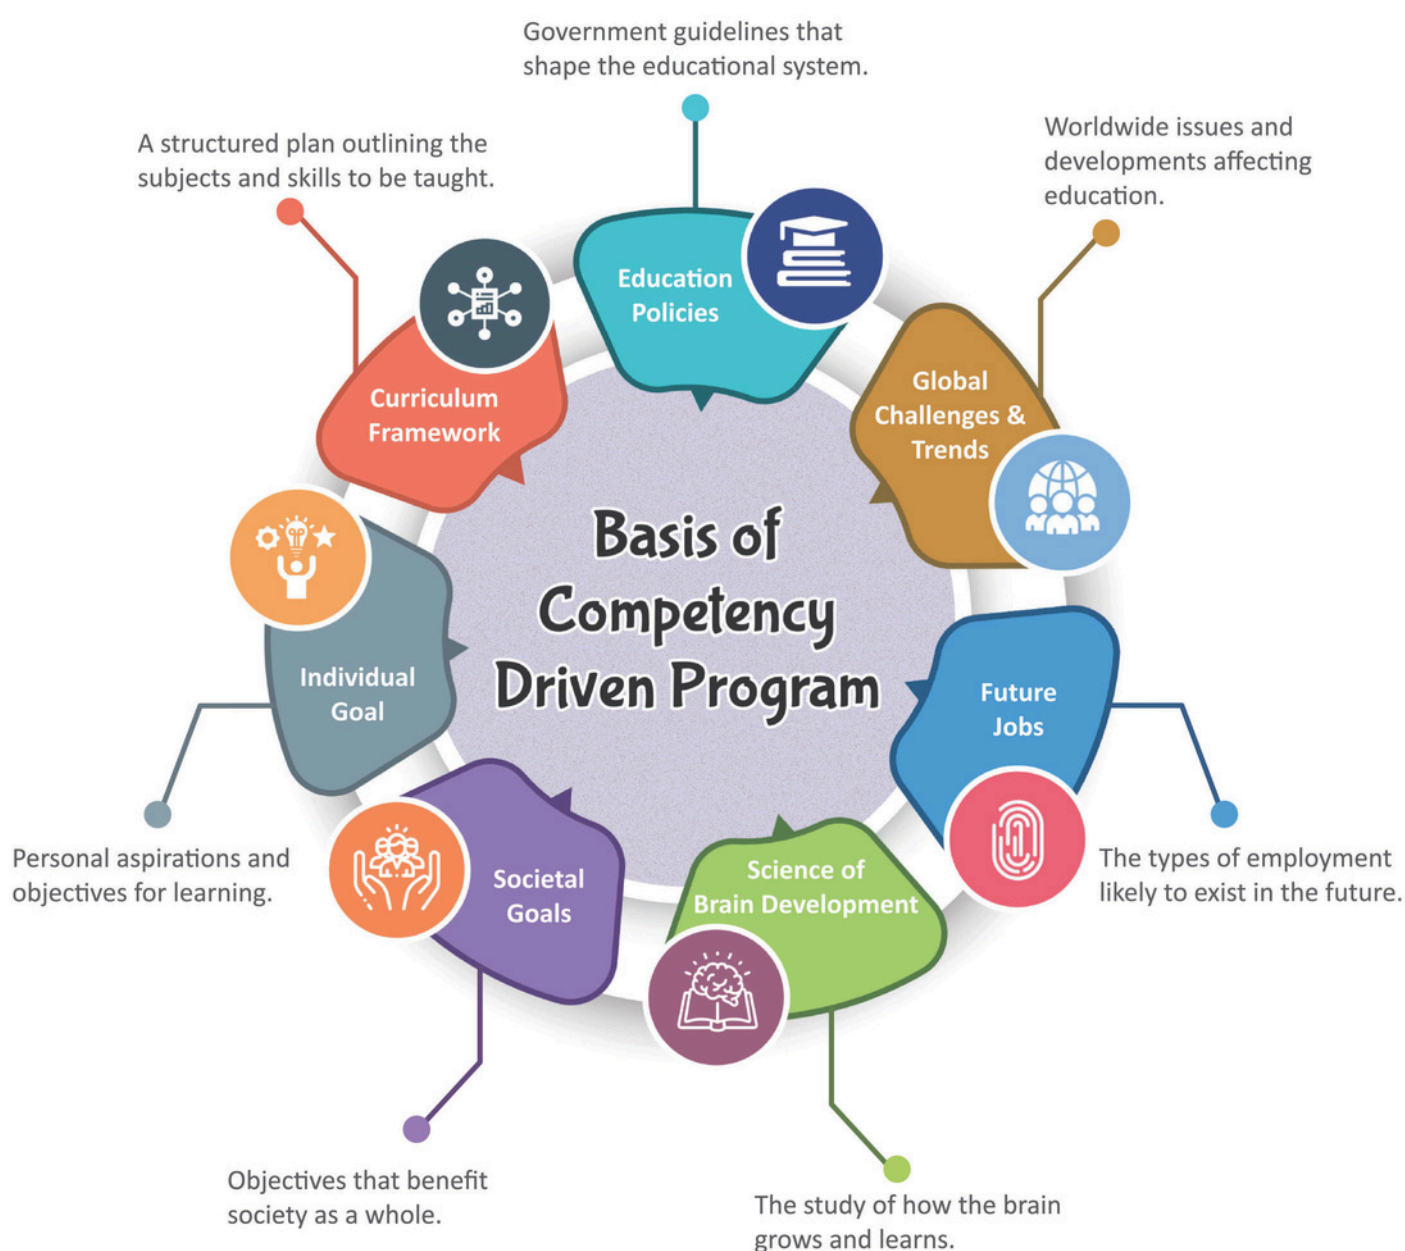 Government guidelines that
shape the educational system.
A structured plan outlining the
subjects and skills to be taught.
Worldwide issues and
developments affecting
education.
Education
Policies
Global
Challenges &
Trends
Curriculum
Framework
Basis of
Competency
Driven Program
Individual
Goal
Future
Jobs
Personal aspirations and
objectives for learning.
The types of employment
likely to exist in the future.
Societal
Goals
Science of
Brain Development
Objectives that benefit
society as a whole.
The study of how the brain
grows and learns.